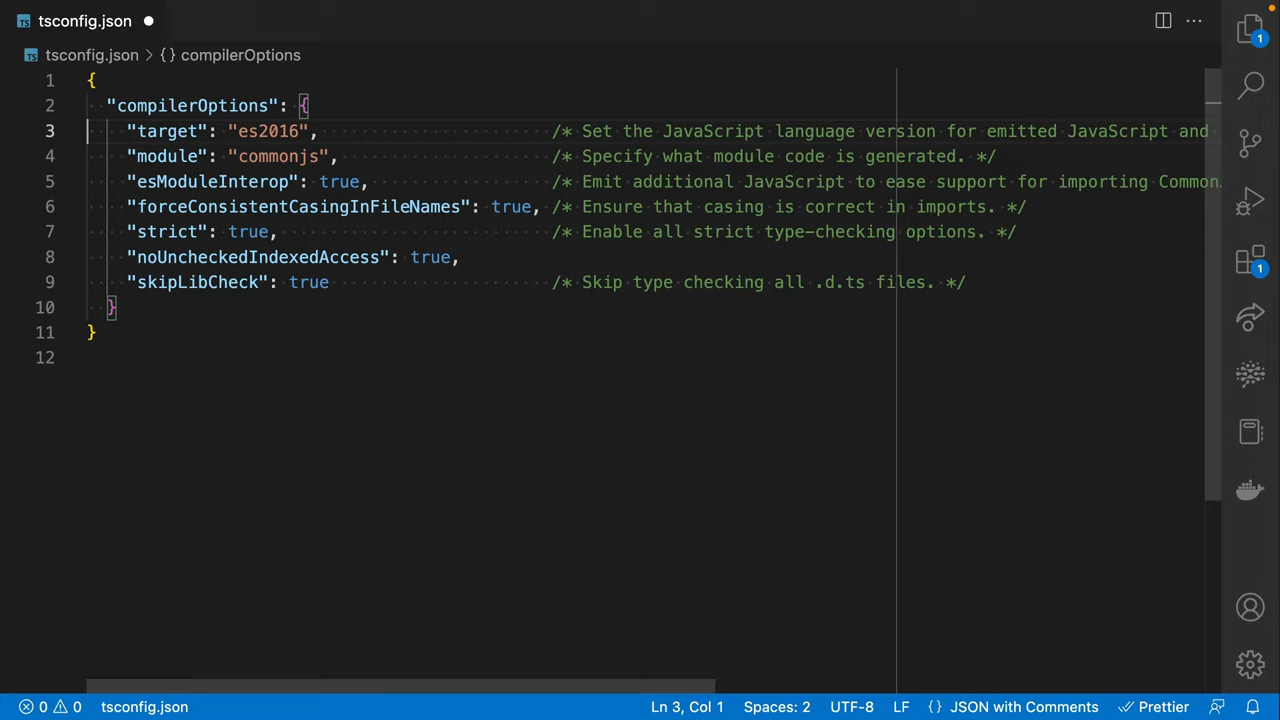 tsconfig.json
tsconfig.json > {} compilerOptions
1 {
2 "compilerOptions": {
3 "target": "es2016", /* Set the JavaScript language version for emitted JavaScript and
4 "module": "commonjs", /* Specify what module code is generated. */
5 "esModuleInterop": true, /* Emit additional JavaScript to ease support for importing Common
6 "forceConsistentCasingInFileNames": true, /* Ensure that casing is correct in imports. */
7 "strict": true, /* Enable all strict type-checking options. */
8 "noUncheckedIndexedAccess": true,
9 "skipLibCheck": true /* Skip type checking all .d.ts files. */
10 }
11 }
12
1
1
0 0 tsconfig.json Ln 3, Col 1 Spaces: 2 UTF-8 LF {} JSON with Comments Prettier